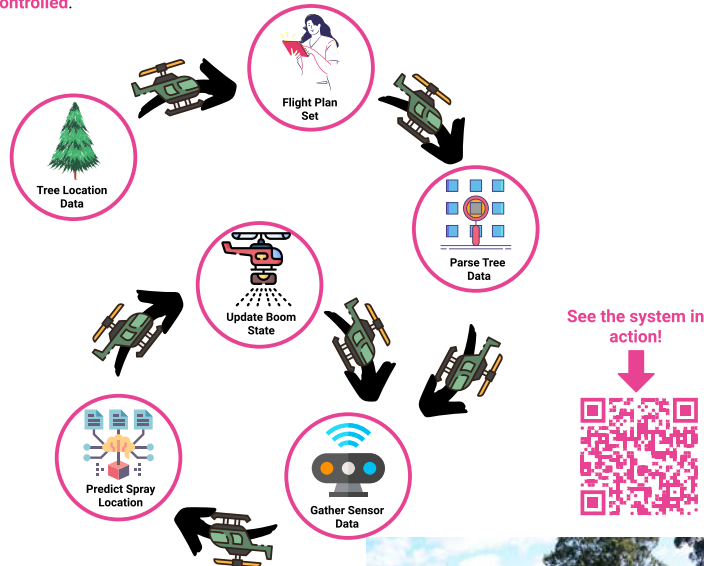 ontrolled.
Flight Plan
Set
Tree Location
Data
Parse Tree
Data
Update Boom
State
See the system in
action!
Predict Spray
Location
Gather Sensor
Data